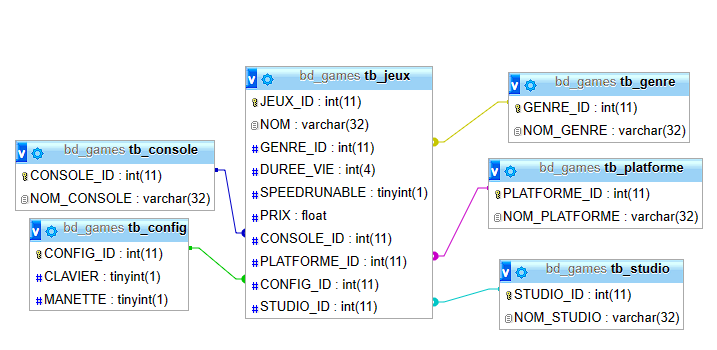 bd_games tb_jeux
JEUX_ID : int(11)
NOM : varchar(32)
GENRE_ID : int(11)
DUREE_VIE : int(4)
SPEEDRUNABLE : tinyint(1)
PRIX : float
CONSOLE_ID : int(11)
PLATFORME_ID : int(11)
CONFIG_ID : int(11)
STUDIO_ID : int(11)
bd_games tb_console
CONSOLE_ID : int(11)
NOM_CONSOLE : varchar(32)
bd_games tb_config
CONFIG_ID : int(11)
CLAVIER : tinyint(1)
MANETTE : tinyint(1)
bd_games tb_genre
GENRE_ID : int(11)
NOM_GENRE : varchar(32)
bd_games tb_platforme
PLATFORME_ID : int(11)
NOM_PLATFORME : varchar(32)
bd_games tb_studio
STUDIO_ID : int(11)
NOM_STUDIO : varchar(32)